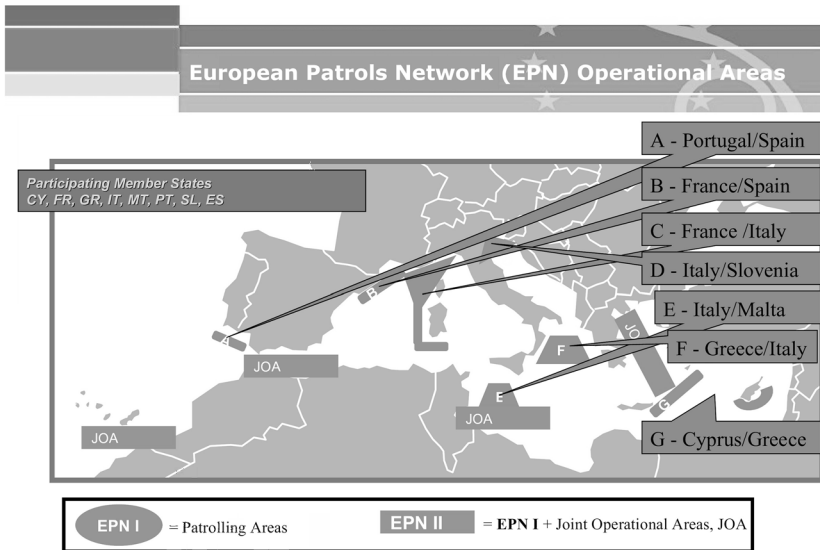 European Patrols Network (EPN) Operational Areas
A - Portugal/Spain
Participating Member States
CY, FR, GR, IT, MT, PT, SL, ES
B - France/Spain
C - France /Italy
D - Italy/Slovenia
E - Italy/Malta
F - Greece/Italy
G - Cyprus/Greece
B
A
JOA
JOA
F
E
JOA
JO
G
EPN I = Patrolling Areas
EPN II = EPN I + Joint Operational Areas, JOA